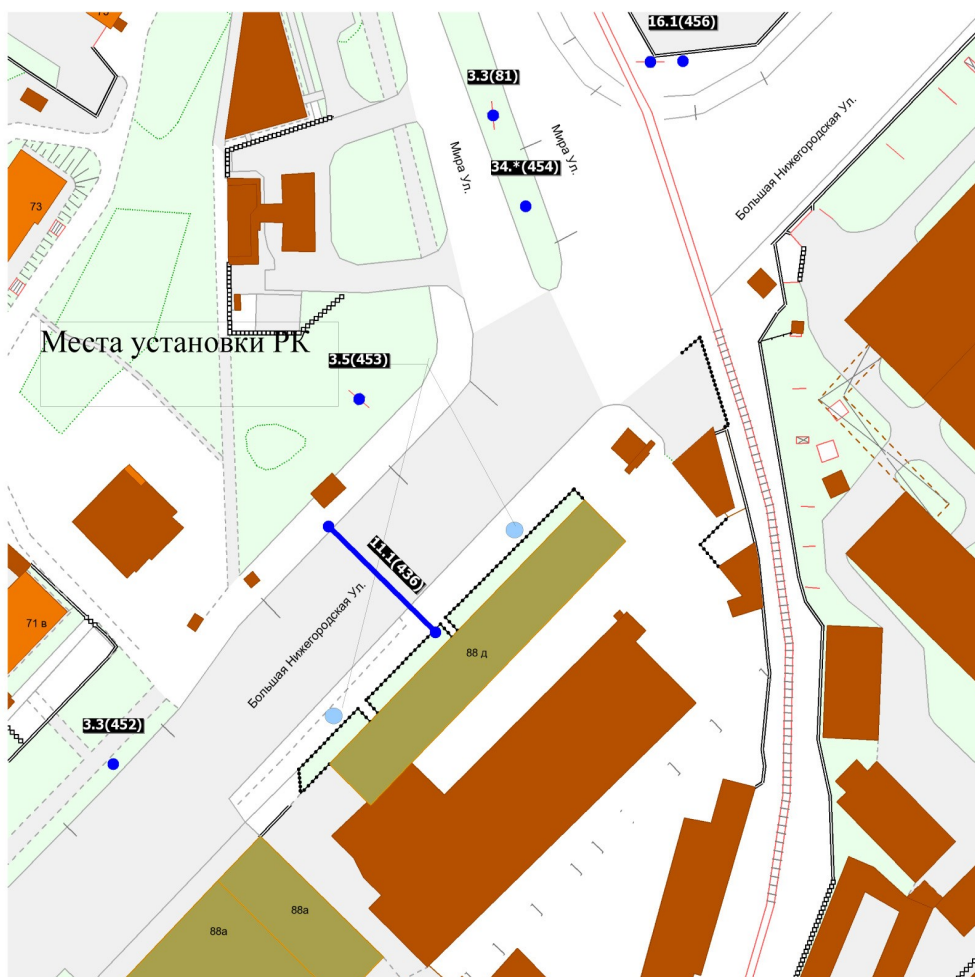 16.1(456)
3.3(81)
Мира Ул.
Мира Ул.
34.*(454)
Большая Нижегородская Ул.
73
Места установки РК
3.5(453)
11.1(436)
Большая Нижегородская Ул.
71 в
88 д
3.3(452)
88а
88а